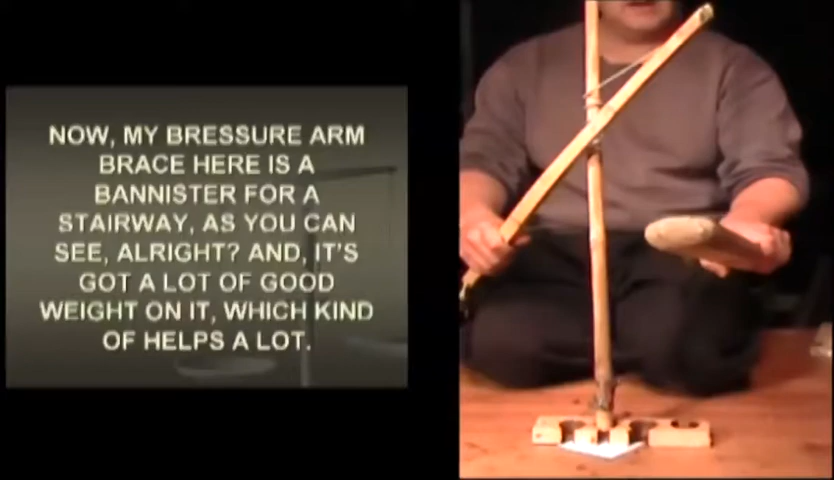 NOW, MY BRESSURE ARM
BRACE HERE IS A
BANNISTER FOR A
STAIRWAY, AS YOU CAN
SEE, ALRIGHT? AND, IT'S
GOT A LOT OF GOOD
WEIGHT ON IT, WHICH KIND
OF HELPS A LOT.